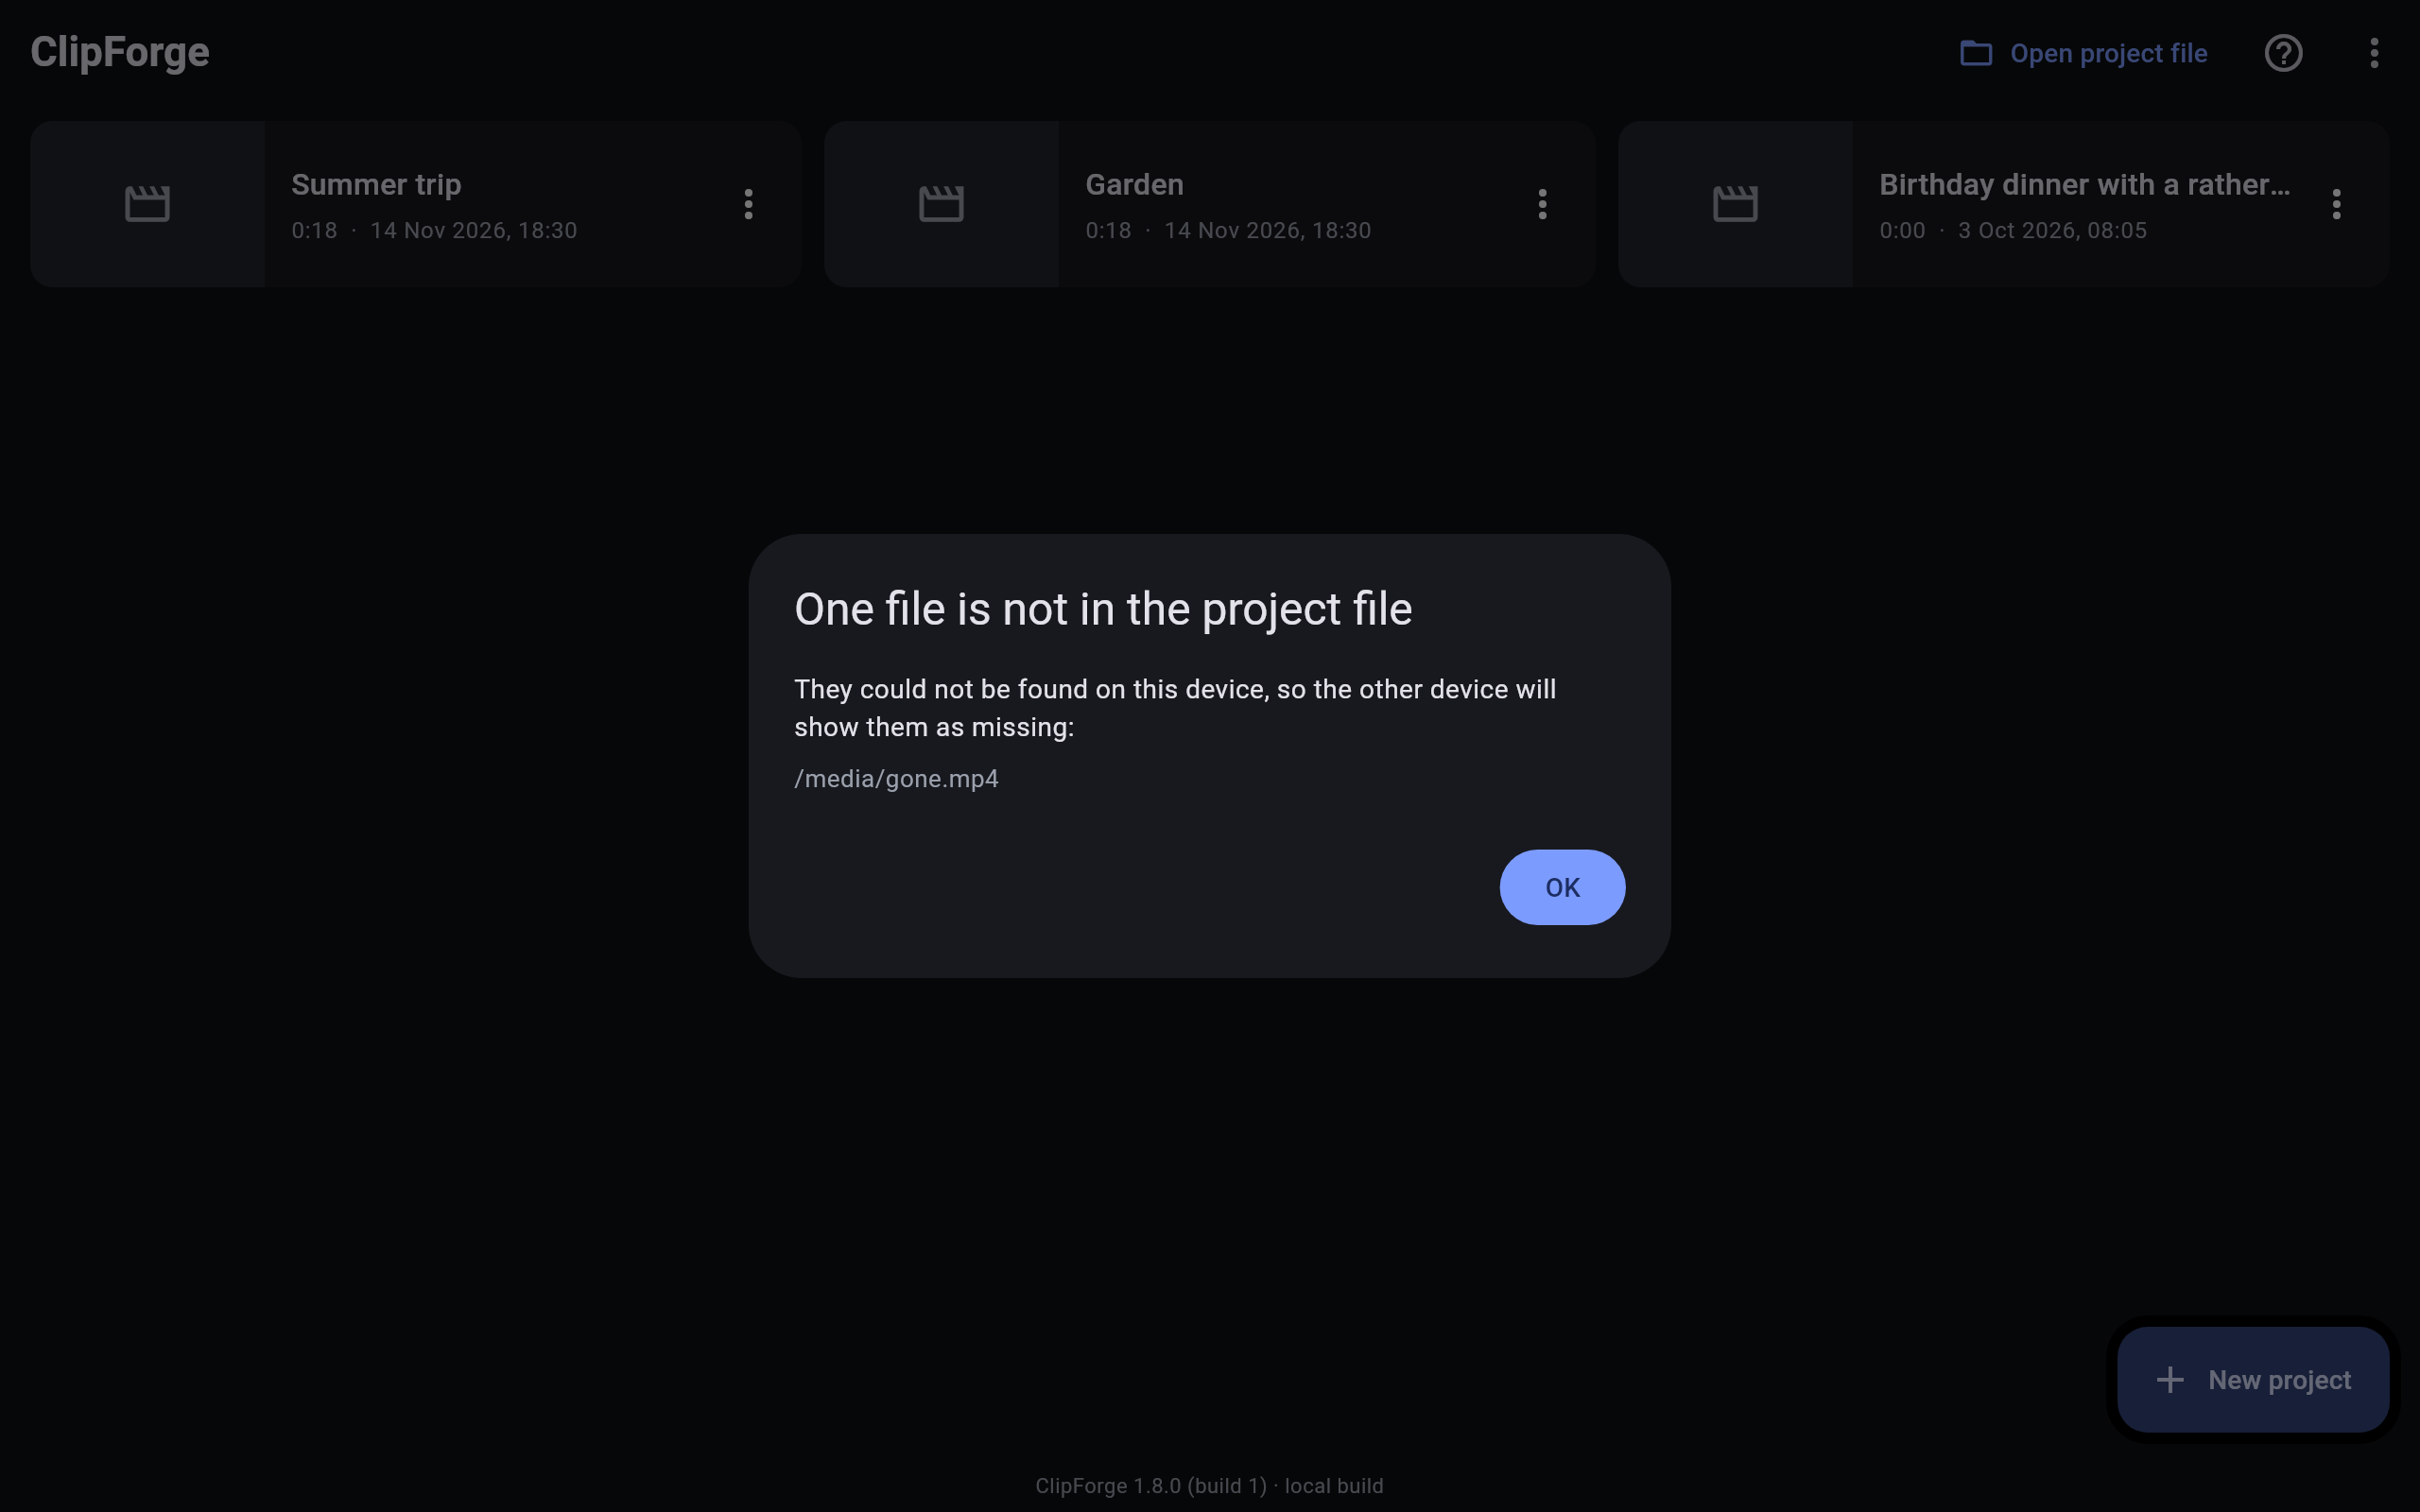 ClipForge
Open project file
Summer trip
0:18 · 14 Nov 2026, 18:30
Garden
0:18 · 14 Nov 2026, 18:30
Birthday dinner with a rather…
0:00 · 3 Oct 2026, 08:05
One file is not in the project file
They could not be found on this device, so the other device will
show them as missing:
/media/gone.mp4
OK
New project
ClipForge 1.8.0 (build 1) · local build